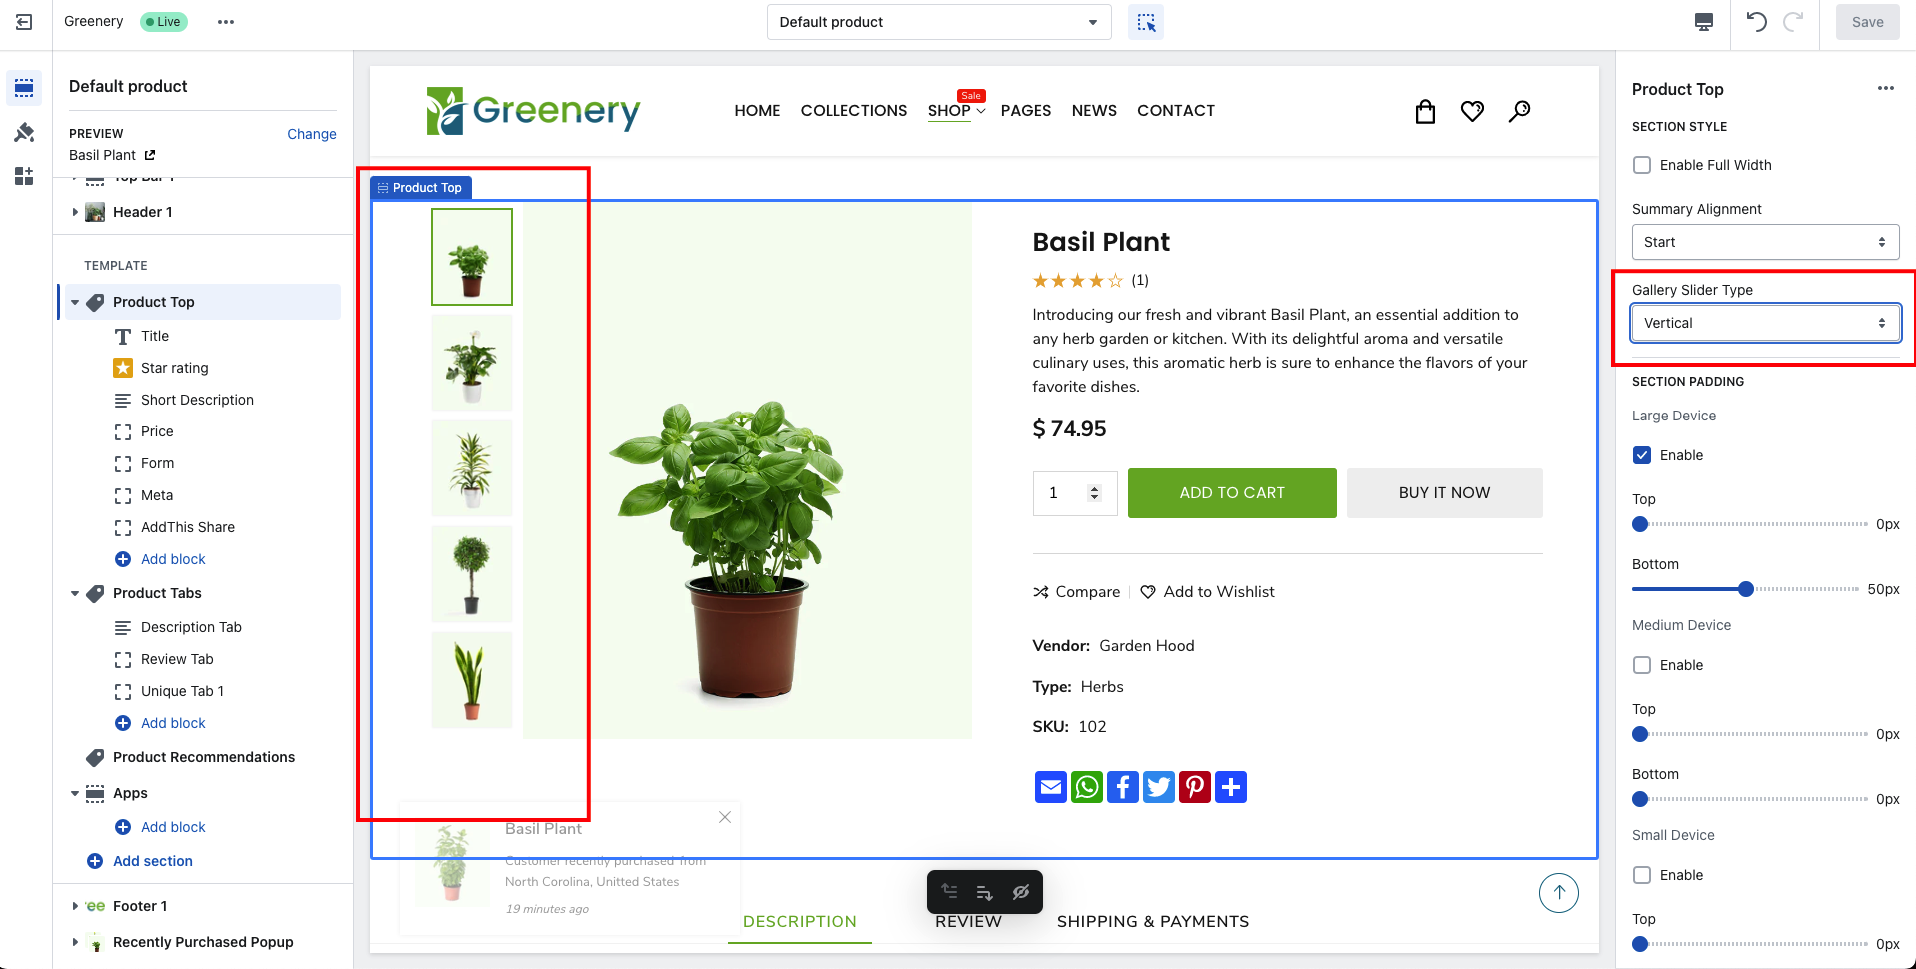 Greenery
Live
Default product
Save
Default product
PREVIEW
Change
Basil Plant
Top Bar 1
Header 1
TEMPLATE
Product Top
Title
Star rating
Short Description
Price
Form
Meta
AddThis Share
Add block
Product Tabs
Description Tab
Review Tab
Unique Tab 1
Add block
Product Recommendations
Apps
Add block
Add section
Footer 1
Recently Purchased Popup
Greenery
HOME
COLLECTIONS
SHOP
Sale
PAGES
NEWS
CONTACT
Product Top
Basil Plant
(1)
Introducing our fresh and vibrant Basil Plant, an essential addition to
any herb garden or kitchen. With its delightful aroma and versatile
culinary uses, this aromatic herb is sure to enhance the flavors of your
favorite dishes.
$ 74.95
1
ADD TO CART
BUY IT NOW
Compare
Add to Wishlist
Vendor: Garden Hood
Type: Herbs
SKU: 102
Basil Plant
Customer recently purchased from
North Corolina, Unitted States
19 minutes ago
DESCRIPTION
REVIEW
SHIPPING & PAYMENTS
Product Top
SECTION STYLE
Enable Full Width
Summary Alignment
Start
Gallery Slider Type
Vertical
SECTION PADDING
Large Device
Enable
Top
0px
Bottom
50px
Medium Device
Enable
Top
0px
Bottom
0px
Small Device
Enable
Top
0px